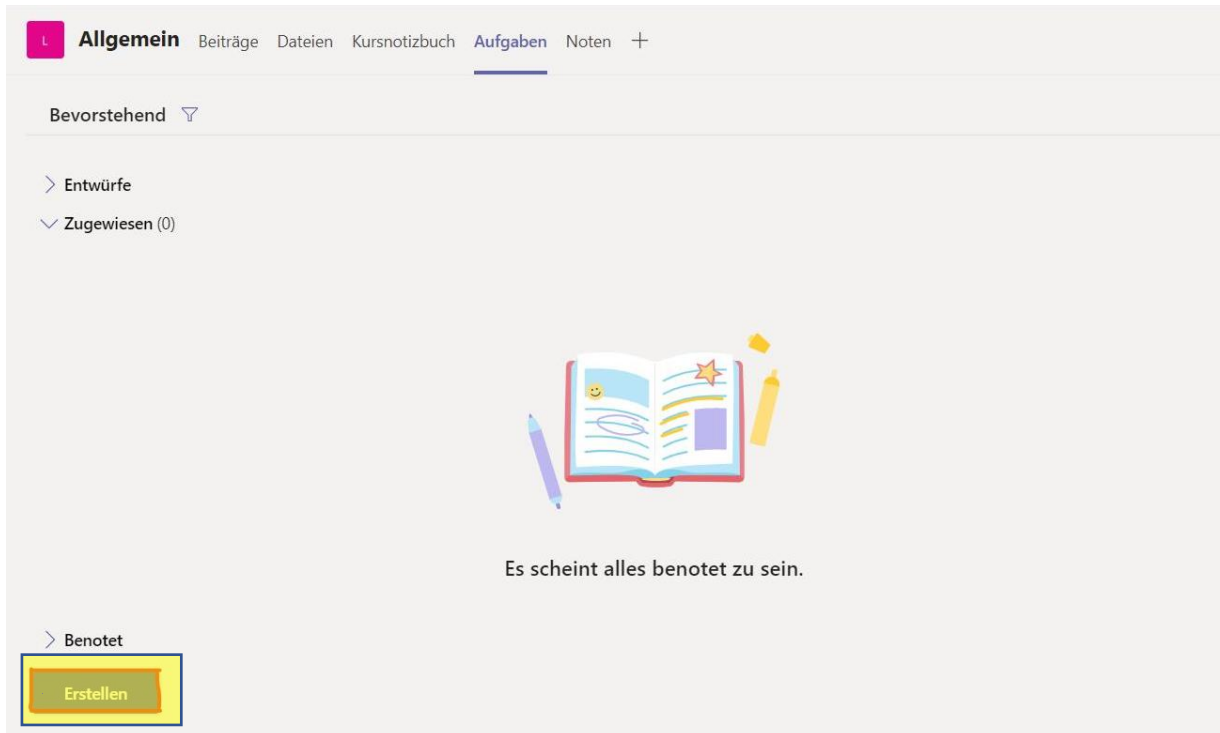 L Allgemein Beiträge Dateien Kursnotizbuch Aufgaben Noten +
Bevorstehend
Entwürfe
Zugewiesen (0)
Es scheint alles benotet zu sein.
Benotet
Erstellen